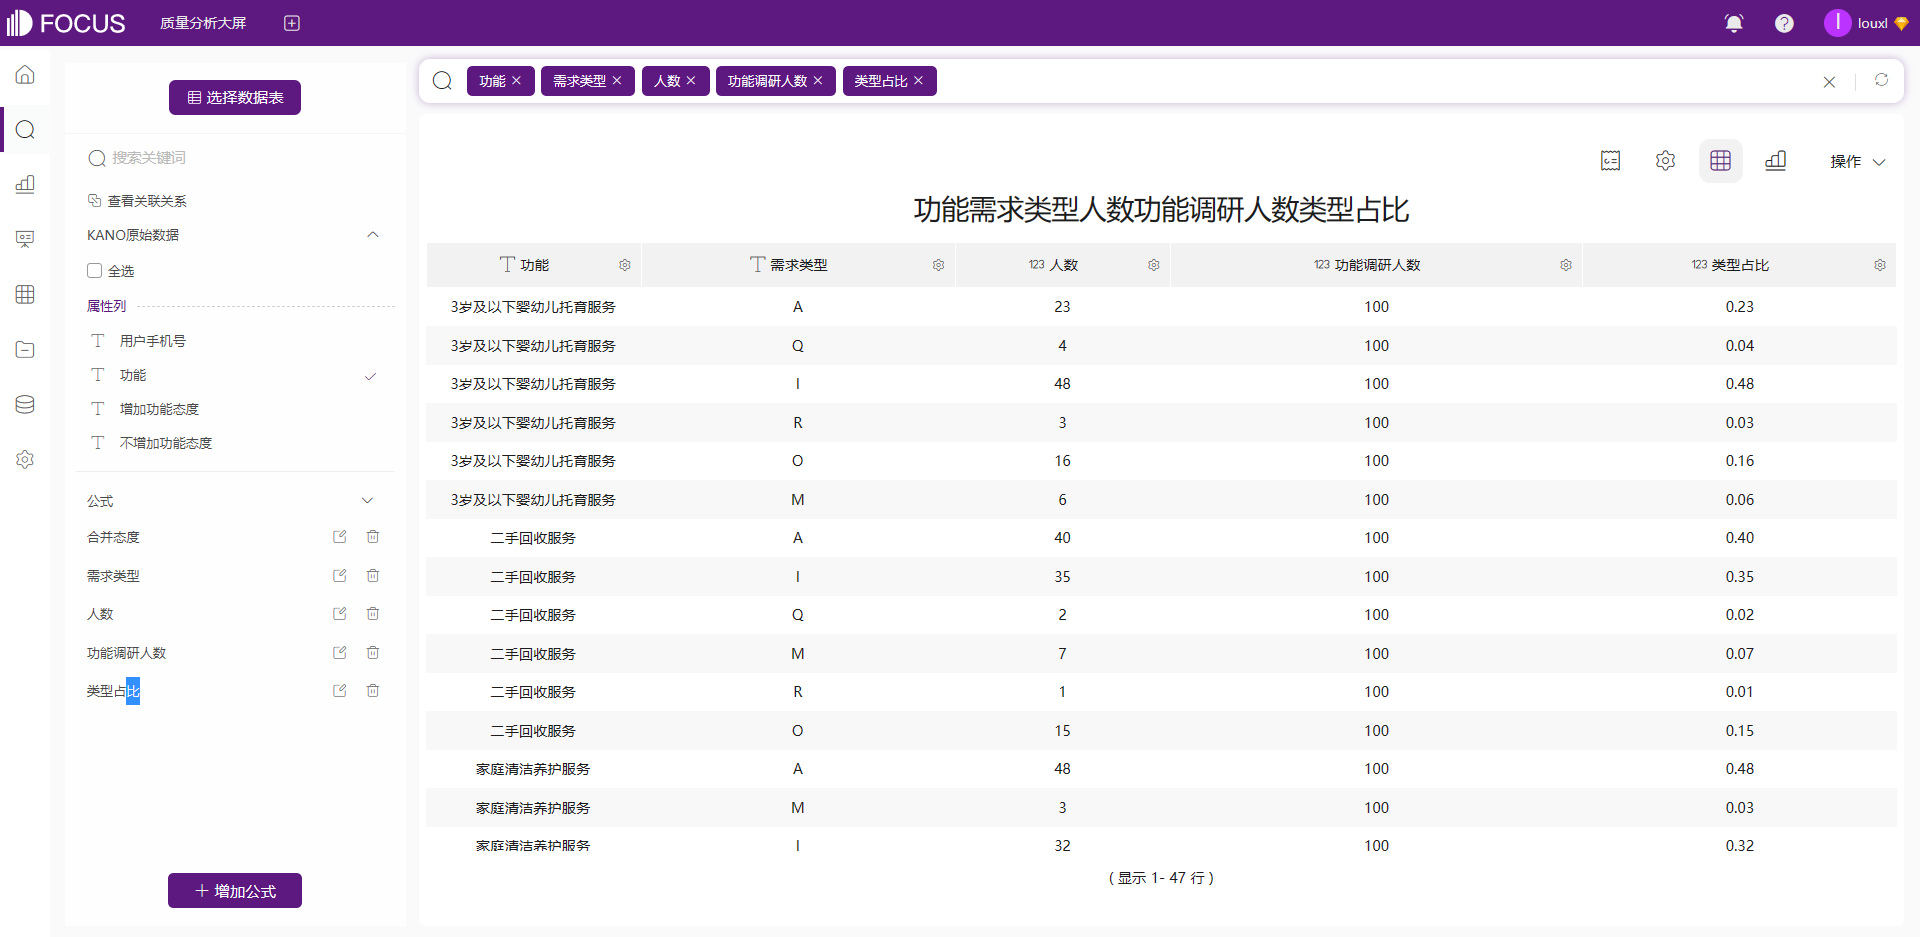 FOCUS 质量分析大屏 l louxl
选择数据表
搜索关键词
查看关联关系
KANO原始数据
全选
属性列
T 用户手机号
T 功能
T 增加功能态度
T 不增加功能态度
公式
合并态度
需求类型
人数
功能调研人数
类型占比
增加公式
功能 需求类型 人数 功能调研人数 类型占比
操作
功能需求类型人数功能调研人数类型占比
T 功能 T 需求类型 123 人数 123 功能调研人数 123 类型占比
3岁及以下婴幼儿托育服务 A 23 100 0.23
3岁及以下婴幼儿托育服务 Q 4 100 0.04
3岁及以下婴幼儿托育服务 I 48 100 0.48
3岁及以下婴幼儿托育服务 R 3 100 0.03
3岁及以下婴幼儿托育服务 O 16 100 0.16
3岁及以下婴幼儿托育服务 M 6 100 0.06
二手回收服务 A 40 100 0.40
二手回收服务 I 35 100 0.35
二手回收服务 Q 2 100 0.02
二手回收服务 M 7 100 0.07
二手回收服务 R 1 100 0.01
二手回收服务 O 15 100 0.15
家庭清洁养护服务 A 48 100 0.48
家庭清洁养护服务 M 3 100 0.03
家庭清洁养护服务 I 32 100 0.32
( 显示 1- 47 行 )